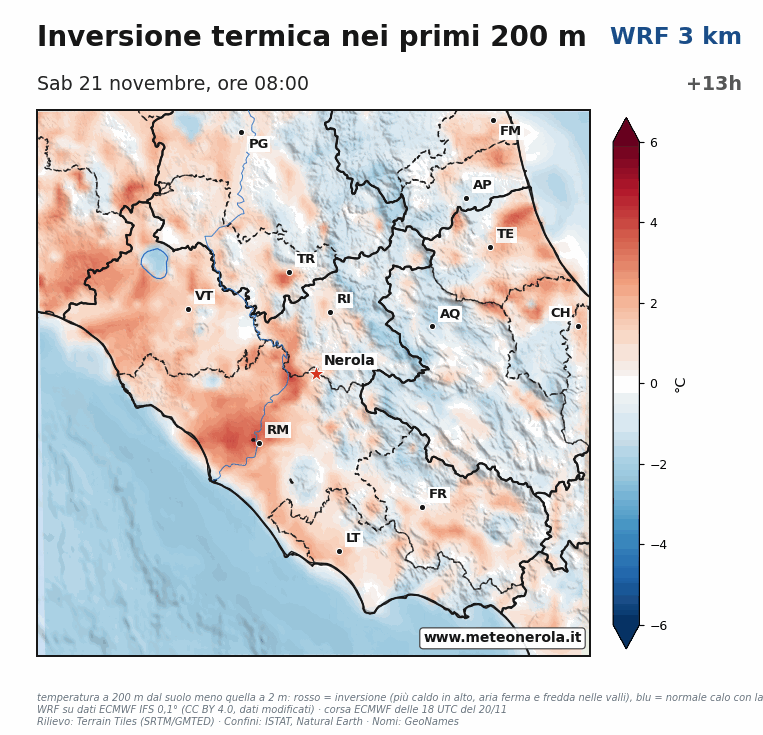 Inversione termica nei primi 200 m WRF 3 km
Sab 21 novembre, ore 08:00 +13h
FM
PG
AP
TE
TR
VT
RI
AQ
CH
Nerola
RM
FR
LT
6
4
2
0
−2
−4
−6
°C
www.meteonerola.it
temperatura a 200 m dal suolo meno quella a 2 m: rosso = inversione (più caldo in alto, aria ferma e fredda nelle valli), blu = normale calo con la
WRF su dati ECMWF IFS 0,1° (CC BY 4.0, dati modificati) · corsa ECMWF delle 18 UTC del 20/11
Rilievo: Terrain Tiles (SRTM/GMTED) · Confini: ISTAT, Natural Earth · Nomi: GeoNames